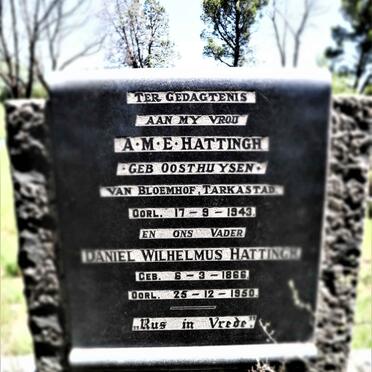 TER GEDAGTENIS
AAN MY VROU
A·M·E·HATTINGH
·GEB OOSTHUYSEN·
VAN BLOEMHOF, TARKASTAD.
OORL. 17-9-1943.
EN ONS VADER
DANIEL WILHELMUS HATTINGH
GEB. 6-3-1866
OORL. 25-12-1950.
„Rus in Vrede."